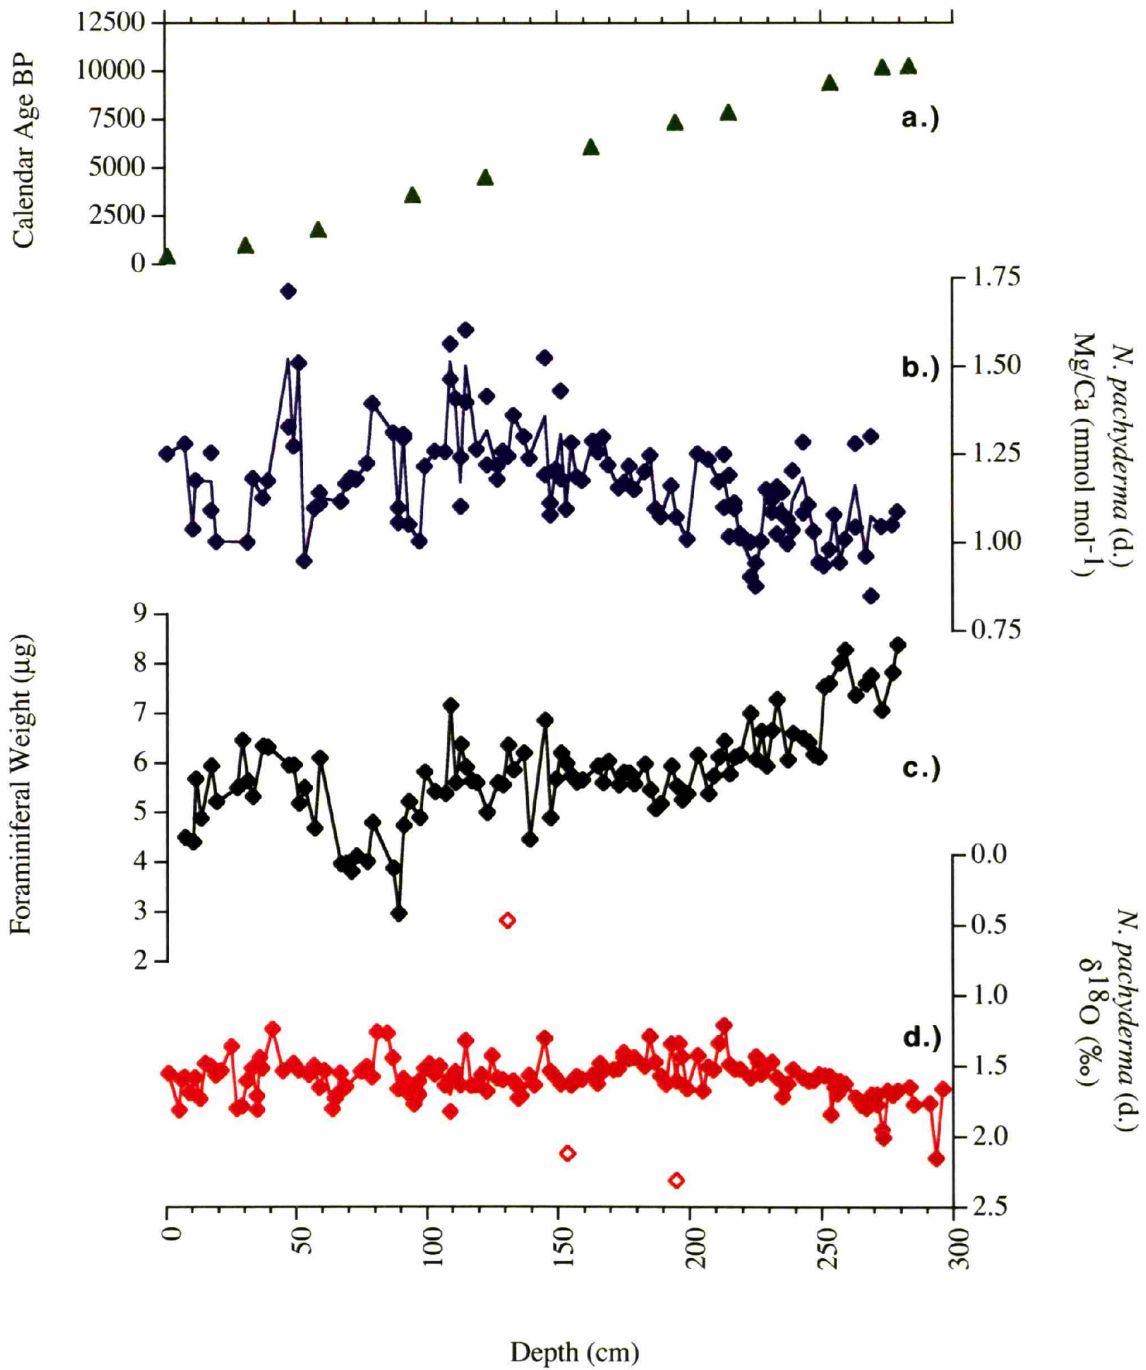 12500
10000
7500
5000
2500
0
Calendar Age BP
a.)
1.75
1.50
1.25
1.00
0.75
N. pachyderma (d.)
Mg/Ca (mmol mol-1)
b.)
9
8
7
6
5
4
3
2
Foraminiferal Weight (µg)
c.)
0.0
0.5
1.0
1.5
2.0
2.5
N. pachyderma (d.)
δ18O (‰)
d.)
0
50
100
150
200
250
300
Depth (cm)